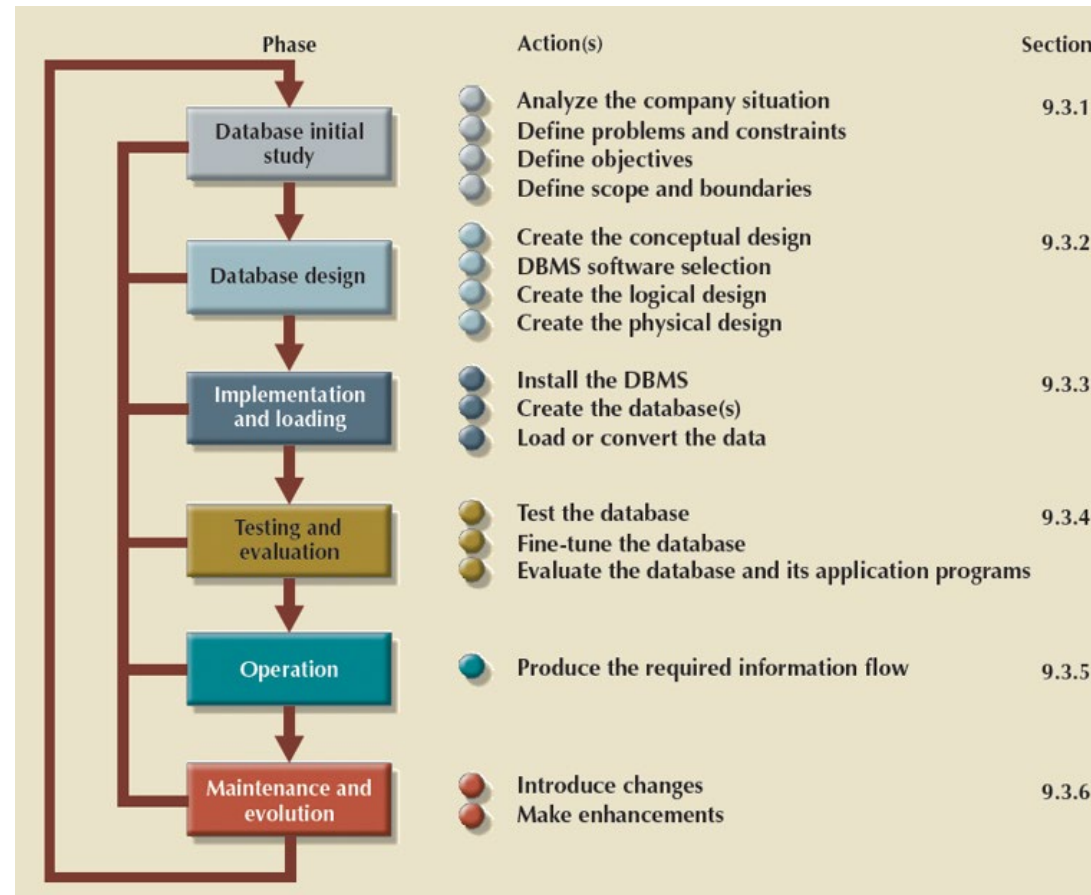 Phase Action(s) Section
Database initial
study
Analyze the company situation 9.3.1
Define problems and constraints
Define objectives
Define scope and boundaries
Database design
Create the conceptual design 9.3.2
DBMS software selection
Create the logical design
Create the physical design
Implementation
and loading
Install the DBMS 9.3.3
Create the database(s)
Load or convert the data
Testing and
evaluation
Test the database 9.3.4
Fine-tune the database
Evaluate the database and its application programs
Operation
Produce the required information flow 9.3.5
Maintenance and
evolution
Introduce changes 9.3.6
Make enhancements